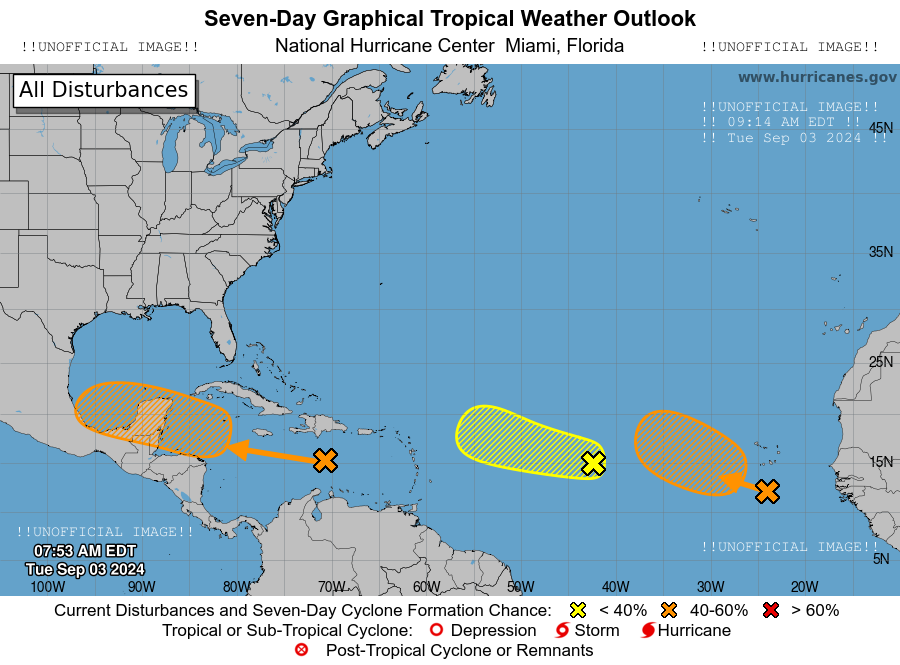 Seven-Day Graphical Tropical Weather Outlook
!!UNOFFICIAL IMAGE!!
National Hurricane Center Miami, Florida
!!UNOFFICIAL IMAGE!!
All Disturbances
www.hurricanes.gov
!!UNOFFICIAL IMAGE!!
!! 09:14 AM EDT !!
!! Tue Sep 03 2024 !!
45N
35N
25N
15N
!!UNOFFICIAL IMAGE!!
07:53 AM EDT
Tue Sep 03 2024
!!UNOFFICIAL IMAGE!!
5N
100W 90W 80W 70W 60W 50W 40W 30W 20W
Current Disturbances and Seven-Day Cyclone Formation Chance: < 40% 40-60% > 60%
Tropical or Sub-Tropical Cyclone: Depression Storm Hurricane
Post-Tropical Cyclone or Remnants